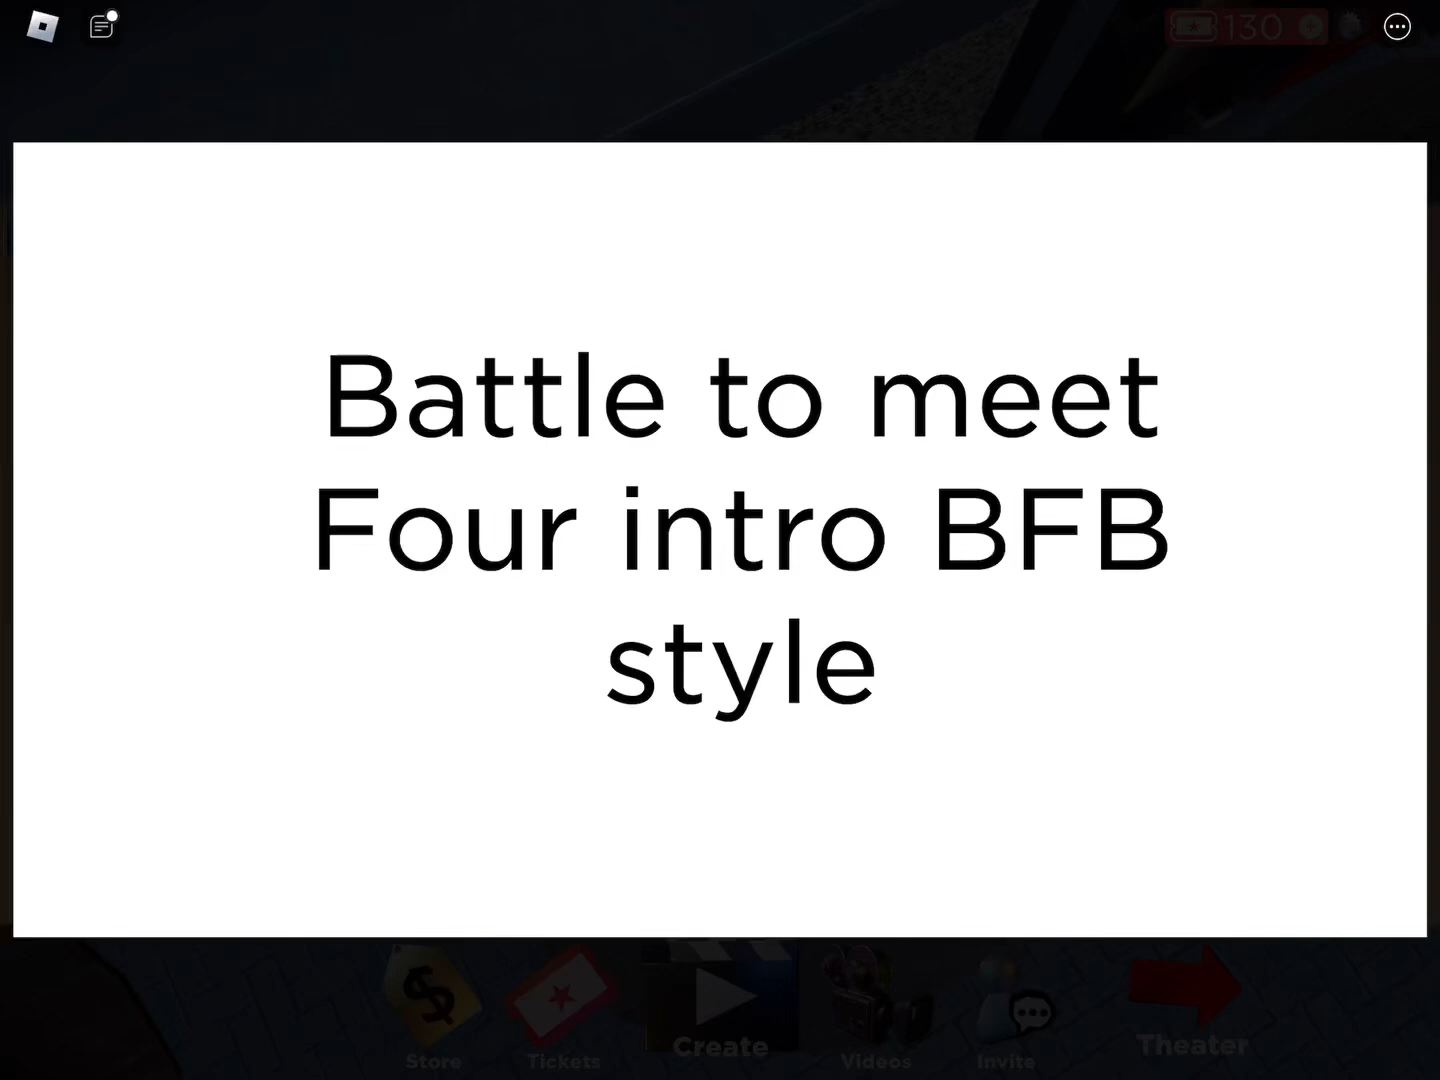 130
Battle to meet
Four intro BFB
style
Store
Tickets
Create
Videos
Invite
Theater